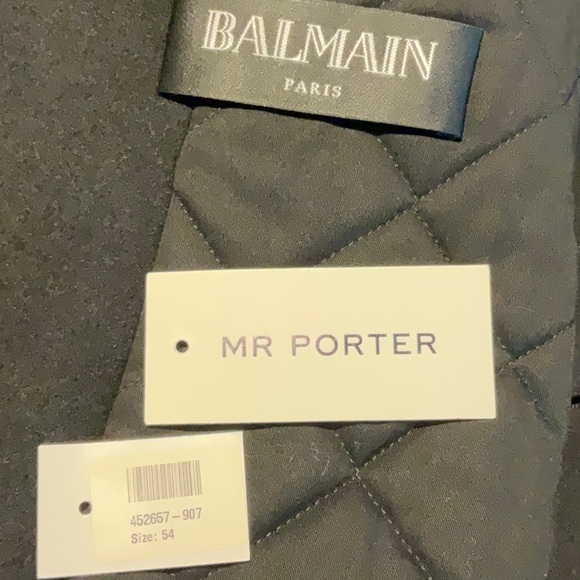 BALMAIN
PARIS
MR PORTER
452657-907
Size: 54